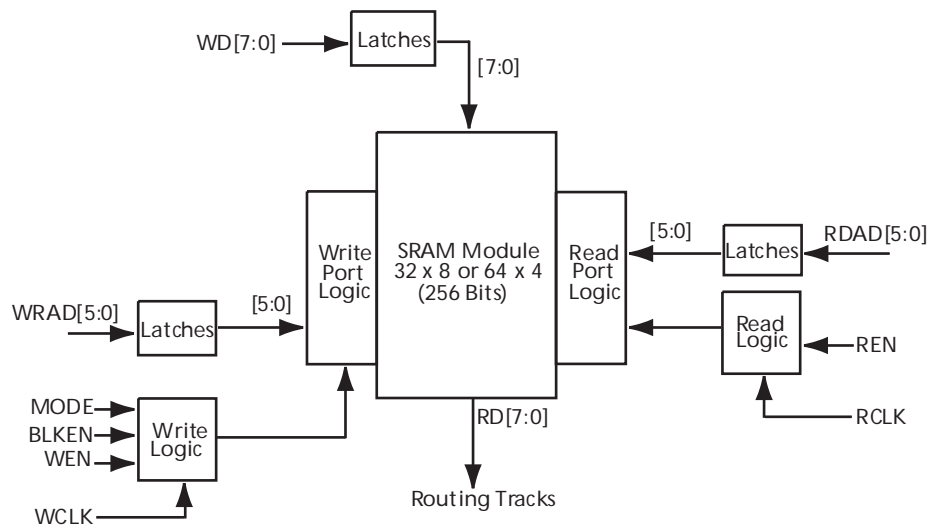 WD[7:0]
Latches
[7:0]
SRAM Module
32 x 8 or 64 x 4
(256 Bits)
Write
Port
Logic
Read
Port
Logic
[5:0]
Latches
RDAD[5:0]
WRAD[5:0]
Latches
[5:0]
Read
Logic
REN
RCLK
MODE
BLKEN
WEN
Write
Logic
WCLK
RD[7:0]
Routing Tracks